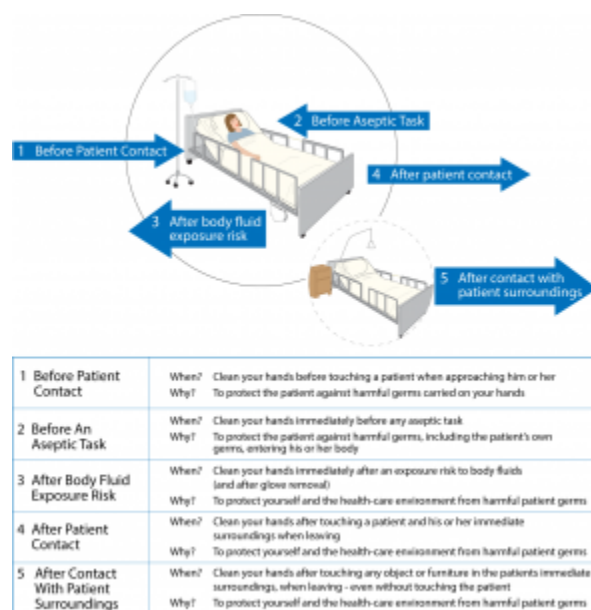 2 Before Aseptic Task
1 Before Patient Contact
4 After patient contact
3 After body fluid
exposure risk
5 After contact with
patient surroundings
1 Before Patient
Contact
When? Clean your hands before touching a patient when approaching him or her
Why? To protect the patient against harmful germs carried on your hands
2 Before An
Aseptic Task
When? Clean your hands immediately before any aseptic task
Why? To protect the patient against harmful germs, including the patient's own
germs, entering his or her body
3 After Body Fluid
Exposure Risk
When? Clean your hands immediately after an exposure risk to body fluids
(and after glove removal)
Why? To protect yourself and the health-care environment from harmful patient germs
4 After Patient
Contact
When? Clean your hands after touching a patient and his or her immediate
surroundings when leaving
Why? To protect yourself and the health-care environment from harmful patient germs
5 After Contact
With Patient
Surroundings
When? Clean your hands after touching any object or furniture in the patients immediate
surroundings, when leaving - even without touching the patient
Why? To protect yourself and the health-care environment from harmful patient germs